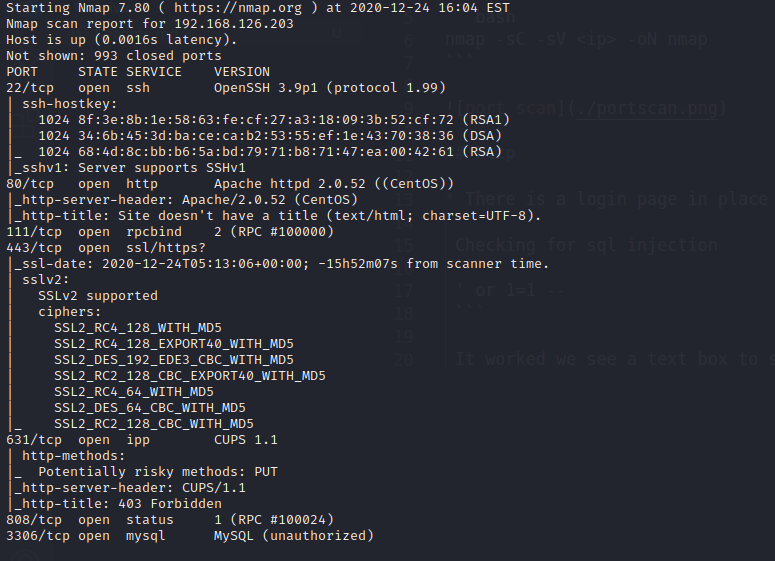 Starting Nmap 7.80 ( https://nmap.org ) at 2020-12-24 16:04 EST
Nmap scan report for 192.168.126.203
Host is up (0.0016s latency).
Not shown: 993 closed ports
PORT     STATE SERVICE    VERSION
22/tcp   open  ssh        OpenSSH 3.9p1 (protocol 1.99)
| ssh-hostkey:
|   1024 8f:3e:8b:1e:58:63:fe:cf:27:a3:18:09:3b:52:cf:72 (RSA1)
|   1024 34:6b:45:3d:ba:ce:ca:b2:53:55:ef:1e:43:70:38:36 (DSA)
|_  1024 68:4d:8c:bb:b6:5a:bd:79:71:b8:71:47:ea:00:42:61 (RSA)
|_sshv1: Server supports SSHv1
80/tcp   open  http       Apache httpd 2.0.52 ((CentOS))
|_http-server-header: Apache/2.0.52 (CentOS)
|_http-title: Site doesn't have a title (text/html; charset=UTF-8).
111/tcp  open  rpcbind    2 (RPC #100000)
443/tcp  open  ssl/https?
|_ssl-date: 2020-12-24T05:13:06+00:00; -15h52m07s from scanner time.
| sslv2:
|   SSLv2 supported
|   ciphers:
|     SSL2_RC4_128_WITH_MD5
|     SSL2_RC4_128_EXPORT40_WITH_MD5
|     SSL2_DES_192_EDE3_CBC_WITH_MD5
|     SSL2_RC2_128_CBC_EXPORT40_WITH_MD5
|     SSL2_RC4_64_WITH_MD5
|     SSL2_DES_64_CBC_WITH_MD5
|_    SSL2_RC2_128_CBC_WITH_MD5
631/tcp  open  ipp        CUPS 1.1
| http-methods:
|_  Potentially risky methods: PUT
|_http-server-header: CUPS/1.1
|_http-title: 403 Forbidden
808/tcp  open  status     1 (RPC #100024)
3306/tcp open  mysql      MySQL (unauthorized)
bash
nmap -sC -sV <ip> -oN nmap
![port scan](./portscan.png)
* There is a login page in place
Checking for sql injection
' or 1=1 --
It worked we see a text box to